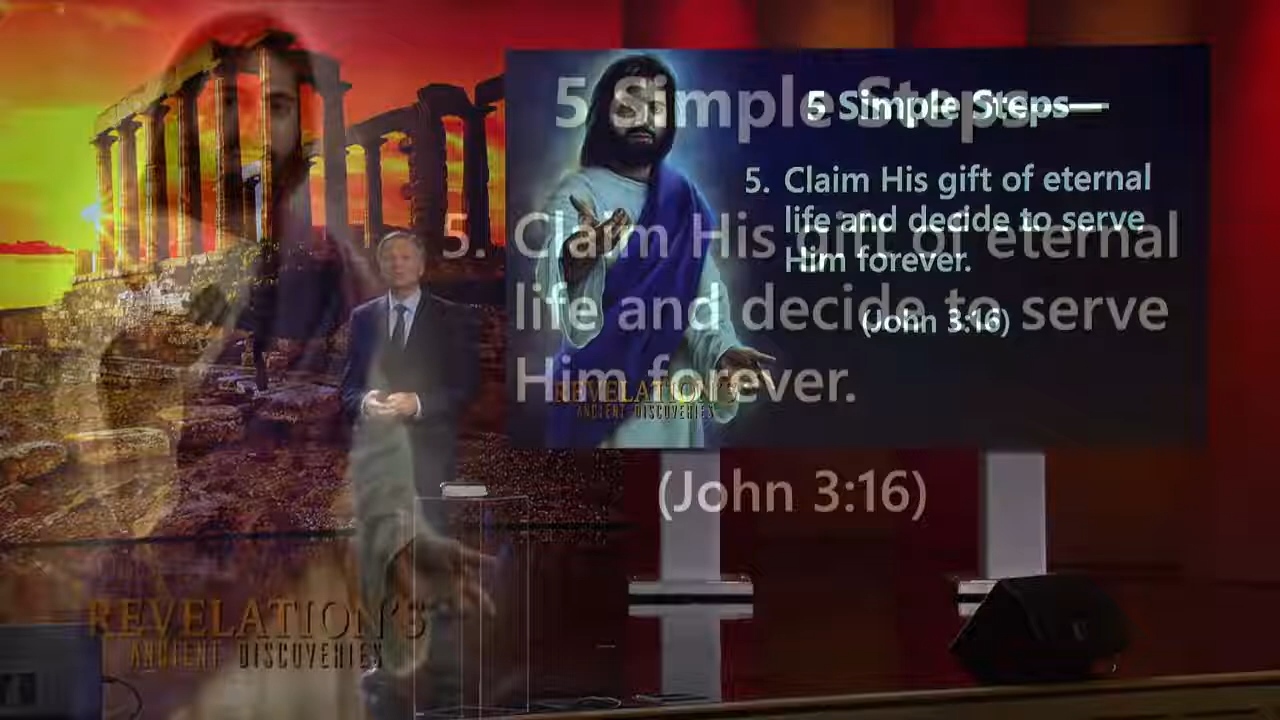 5 Simple Steps—
5. Claim His gift of eternal
life and decide to serve
Him forever.
(John 3:16)
REVELATION'S
ANCIENT DISCOVERIES
5 Simple Steps—
5. Claim His gift of eternal
life and decide to serve
Him forever.
(John 3:16)
REVELATION'S
ANCIENT DISCOVERIES